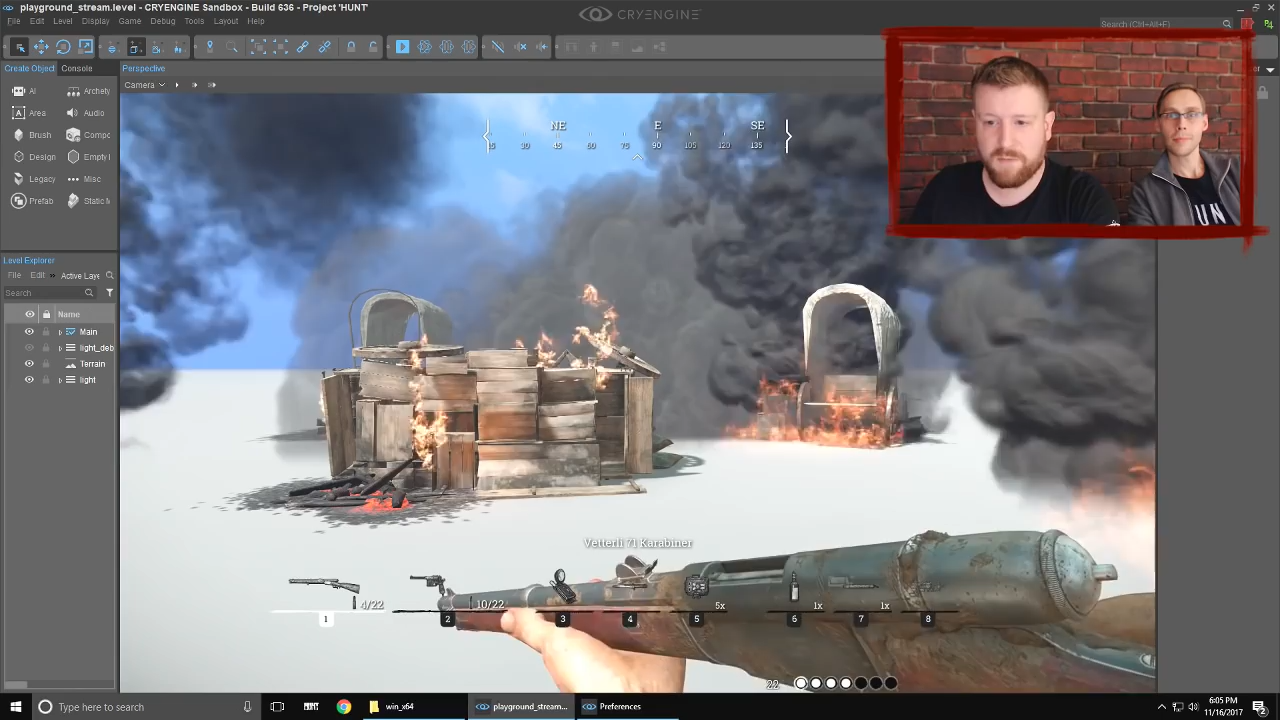 playground_stream.level - CRYENGINE Sandbox - Build 636 - Project 'HUNT'
CRYENGINE
File Edit Level Display Game Debug Tools Layout Help
Search (Ctrl+Alt+F)
Create Object Console
Perspective
Camera
AI Archety
Area Audio
Brush Compc
Design Empty I
Legacy Misc
Prefab Static M
NE E SE
30 45 60 75 90 105 120 135
UN
Level Explorer
File Edit Active Laye
Search
Name
Main
light_deb
Terrain
light
Vetterli 71 Karabiner
4/22 10/22 5x 1x 1x
1 2 3 4 5 6 7 8
22
Type here to search
HUNT
win_x64
playground_stream...
Preferences
6:05 PM
11/16/2017
2